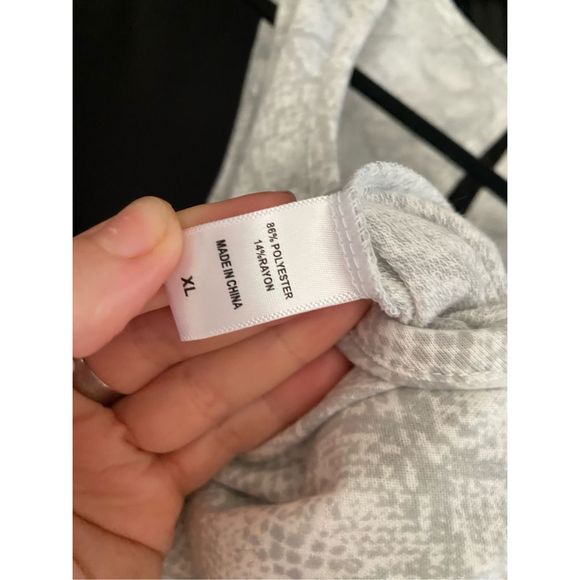 86% POLYESTER
14%RAYON
MADE IN CHINA
XL